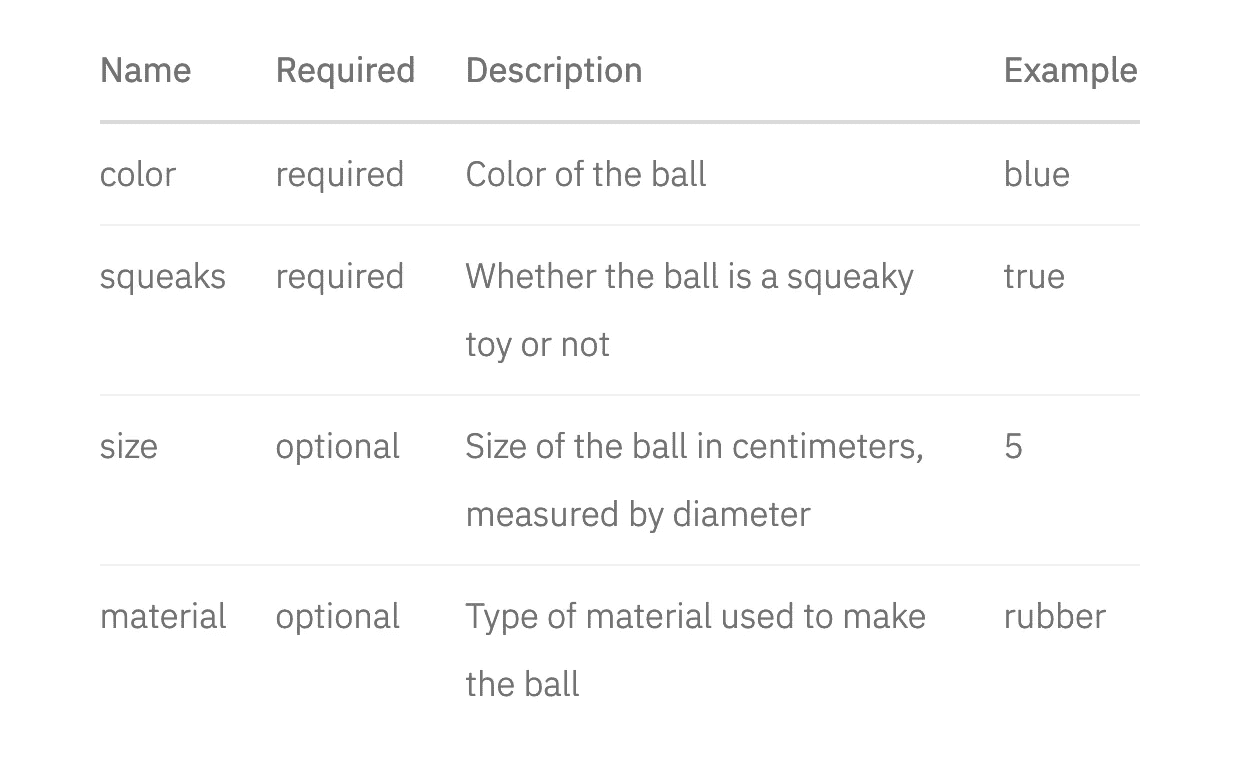 Name Required Description Example
color required Color of the ball blue
squeaks required Whether the ball is a squeaky true
toy or not
size optional Size of the ball in centimeters, 5
measured by diameter
material optional Type of material used to make rubber
the ball